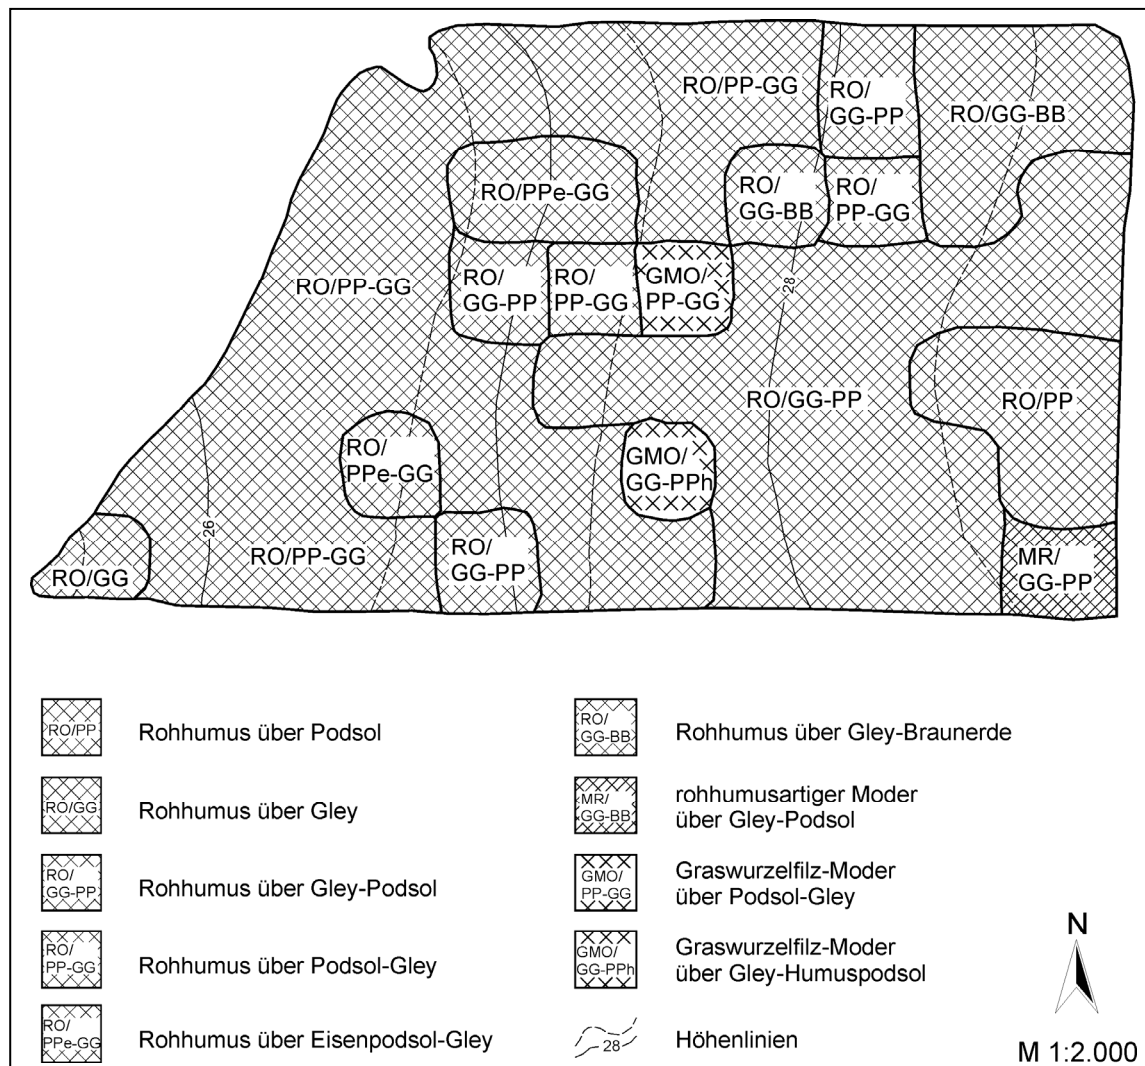 RO/PP-GG
RO/
GG-PP
RO/GG-BB
RO/PPe-GG
RO/
GG-BB
RO/
PP-GG
RO/PP-GG
RO/
GG-PP
RO/
PP-GG
GMO/
PP-GG
28
RO/GG-PP
RO/PP
RO/
PPe-GG
GMO/
GG-PPh
26
RO/PP-GG
RO/
GG-PP
RO/GG
MR/
GG-PP
RO/PP
Rohhumus über Podsol
RO/GG
Rohhumus über Gley
RO/
GG-PP
Rohhumus über Gley-Podsol
RO/
PP-GG
Rohhumus über Podsol-Gley
RO/
PPe-GG
Rohhumus über Eisenpodsol-Gley
RO/
GG-BB
Rohhumus über Gley-Braunerde
MR/
GG-BB
rohhumusartiger Moder
über Gley-Podsol
GMO/
PP-GG
Graswurzelfilz-Moder
über Podsol-Gley
GMO/
GG-PPh
Graswurzelfilz-Moder
über Gley-Humuspodsol
28
Höhenlinien
N
M 1:2.000